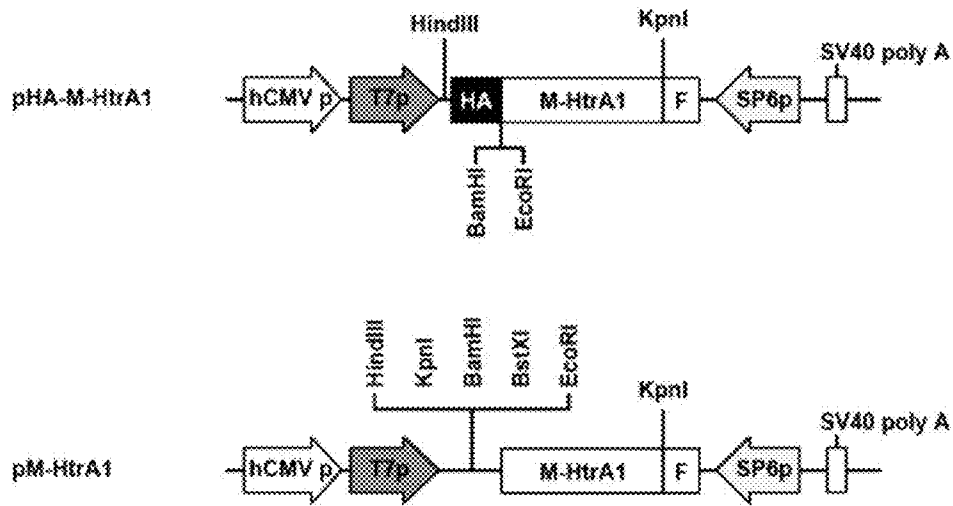 HindIII
KpnI
SV40 poly A
pHA-M-HtrA1
hCMV p
T7p
HA
M-HtrA1
F
SP6p
BamHI
EcoRI
HindIII
KpnI
BamHI
BstXI
EcoRI
KpnI
SV40 poly A
pM-HtrA1
hCMV p
T7p
M-HtrA1
F
SP6p